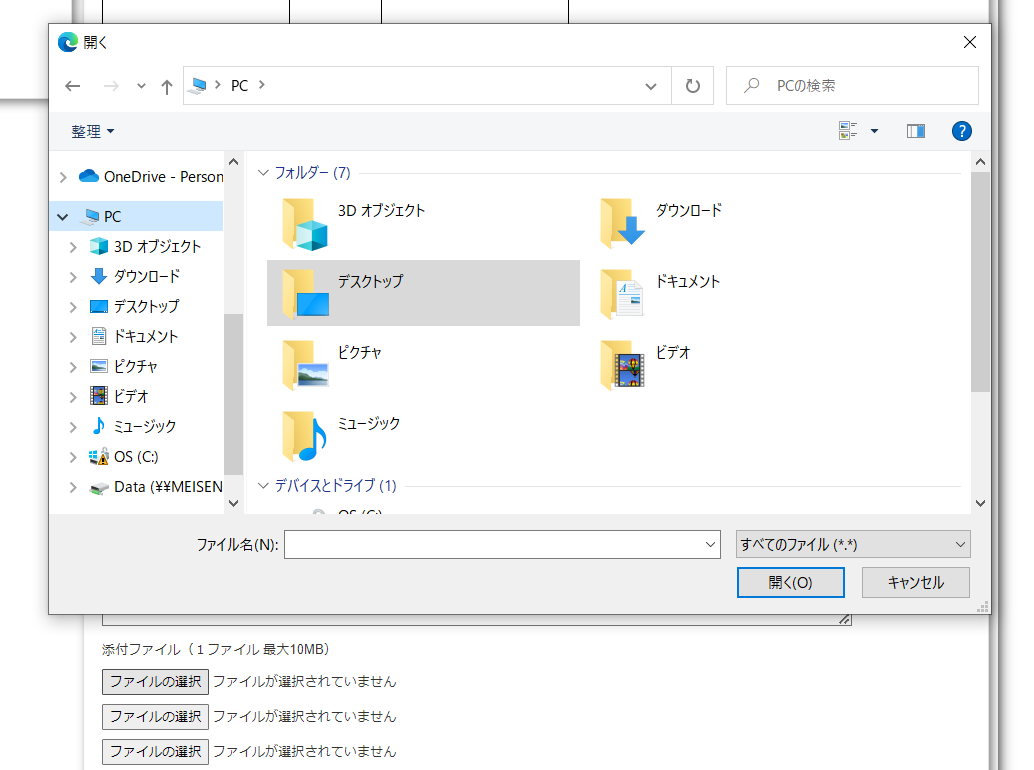 開く
PC
PCの検索
整理
OneDrive - Person
PC
3D オブジェクト
ダウンロード
デスクトップ
ドキュメント
ピクチャ
ビデオ
ミュージック
OS (C:)
Data (¥¥MEISEN
フォルダー (7)
3D オブジェクト
ダウンロード
デスクトップ
ドキュメント
ピクチャ
ビデオ
ミュージック
デバイスとドライブ (1)
OS (C:)
ファイル名(N):
すべてのファイル (*.*)
開く(O)
キャンセル
添付ファイル（１ファイル 最大10MB）
ファイルの選択 ファイルが選択されていません
ファイルの選択 ファイルが選択されていません
ファイルの選択 ファイルが選択されていません